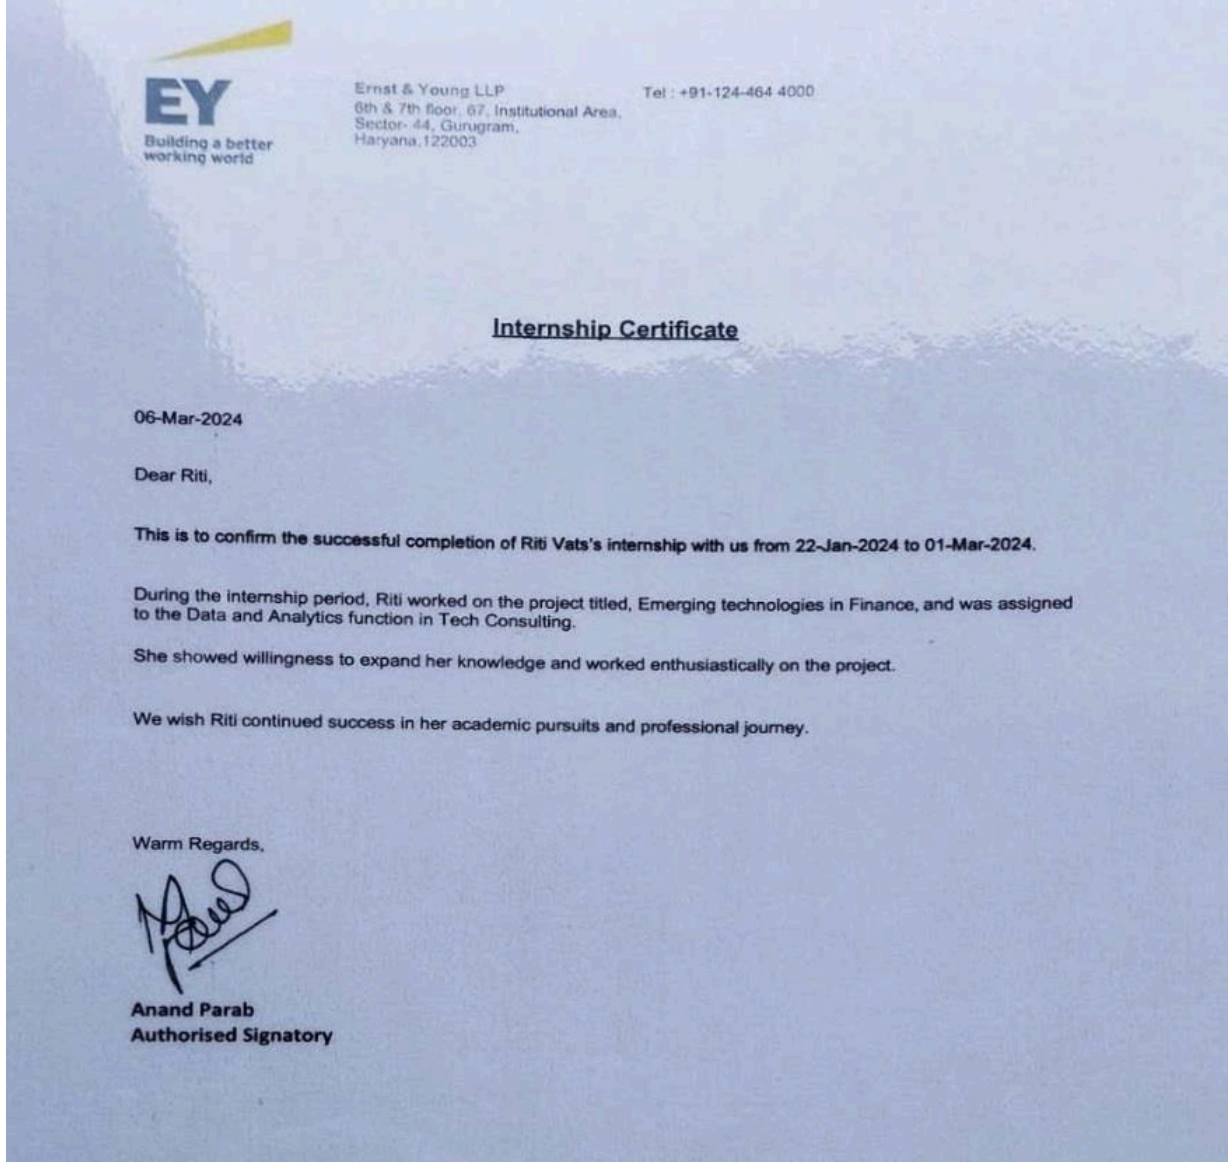 EY
Building a better
working world
Ernst & Young LLP
6th & 7th floor, 67, Institutional Area,
Sector- 44, Gurugram,
Haryana,122003
Tel : +91-124-464 4000
Internship Certificate
06-Mar-2024
Dear Riti,
This is to confirm the successful completion of Riti Vats's internship with us from 22-Jan-2024 to 01-Mar-2024.
During the internship period, Riti worked on the project titled, Emerging technologies in Finance, and was assigned
to the Data and Analytics function in Tech Consulting.
She showed willingness to expand her knowledge and worked enthusiastically on the project.
We wish Riti continued success in her academic pursuits and professional journey.
Warm Regards,
Anand Parab
Authorised Signatory